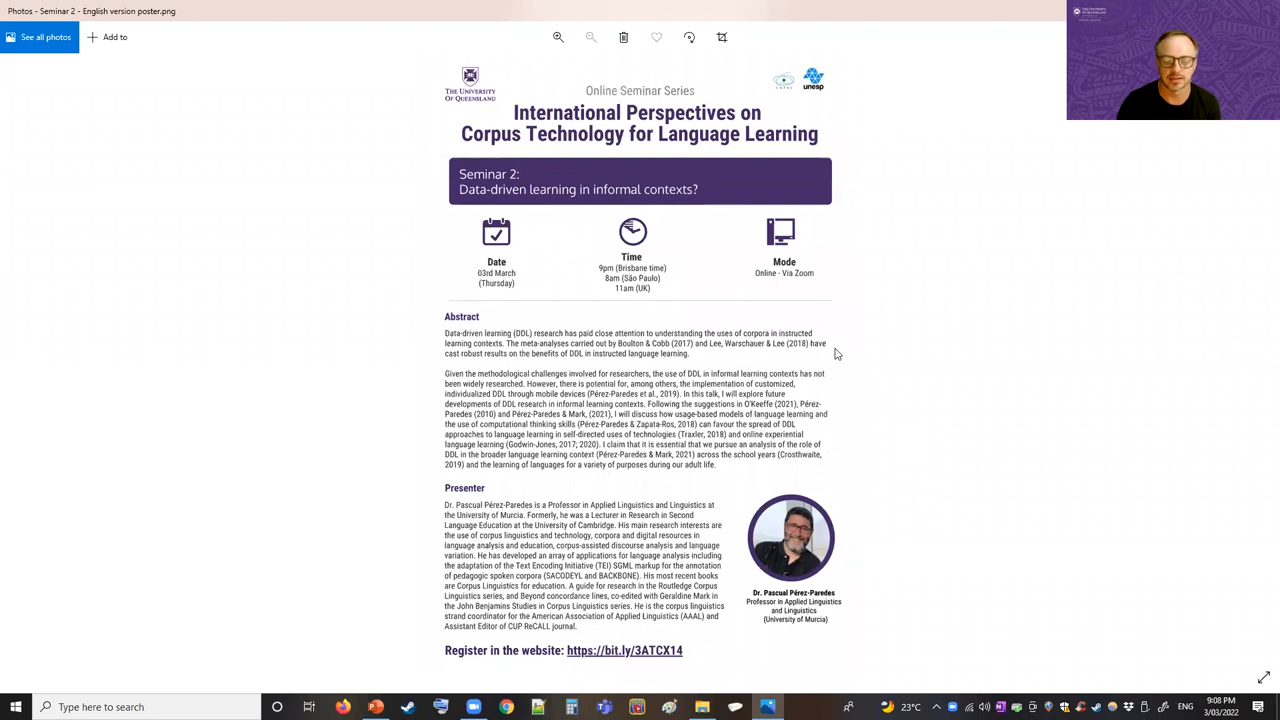 Photos - Seminar 2 - English version poster.png
See all photos
Add to
THE UNIVERSITY
OF QUEENSLAND
Online Seminar Series
unesp
THE UNIVERSITY
OF QUEENSLAND
International Perspectives on
Corpus Technology for Language Learning
Seminar 2:
Data-driven learning in informal contexts?
Date
03rd March
(Thursday)
Time
9pm (Brisbane time)
8am (São Paulo)
11am (UK)
Mode
Online - Via Zoom
Abstract
Data-driven learning (DDL) research has paid close attention to understanding the uses of corpora in instructed
learning contexts. The meta-analyses carried out by Boulton & Cobb (2017) and Lee, Warschauer & Lee (2018) have
cast robust results on the benefits of DDL in instructed language learning.
Given the methodological challenges involved for researchers, the use of DDL in informal learning contexts has not
been widely researched. However, there is potential for, among others, the implementation of customized,
individualized DDL through mobile devices (Pérez-Paredes et al., 2019). In this talk, I will explore future
developments of DDL research in informal learning contexts. Following the suggestions in O'Keeffe (2021), Pérez-
Paredes (2010) and Pérez-Paredes & Mark, (2021), I will discuss how usage-based models of language learning and
the use of computational thinking skills (Pérez-Paredes & Zapata-Ros, 2018) can favour the spread of DDL
approaches to language learning in self-directed uses of technologies (Traxler, 2018) and online experiential
language learning (Godwin-Jones, 2017; 2020). I claim that it is essential that we pursue an analysis of the role of
DDL in the broader language learning context (Pérez-Paredes & Mark, 2021) across the school years (Crosthwaite,
2019) and the learning of languages for a variety of purposes during our adult life.
Presenter
Dr. Pascual Pérez-Paredes is a Professor in Applied Linguistics and Linguistics at
the University of Murcia. Formerly, he was a Lecturer in Research in Second
Language Education at the University of Cambridge. His main research interests are
the use of corpus linguistics and technology, corpora and digital resources in
language analysis and education, corpus-assisted discourse analysis and language
variation. He has developed an array of applications for language analysis including
the adaptation of the Text Encoding Initiative (TEI) SGML markup for the annotation
of pedagogic spoken corpora (SACODEYL and BACKBONE). His most recent books
are Corpus Linguistics for education. A guide for research in the Routledge Corpus
Linguistics series, and Beyond concordance lines, co-edited with Geraldine Mark in
the John Benjamins Studies in Corpus Linguistics series. He is the corpus linguistics
strand coordinator for the American Association of Applied Linguistics (AAAL) and
Assistant Editor of CUP ReCALL journal.
Dr. Pascual Pérez-Paredes
Professor in Applied Linguistics
and Linguistics
(University of Murcia)
Register in the website: https://bit.ly/3ATCX14
Type here to search
23°C
ENG
9:08 PM
3/03/2022